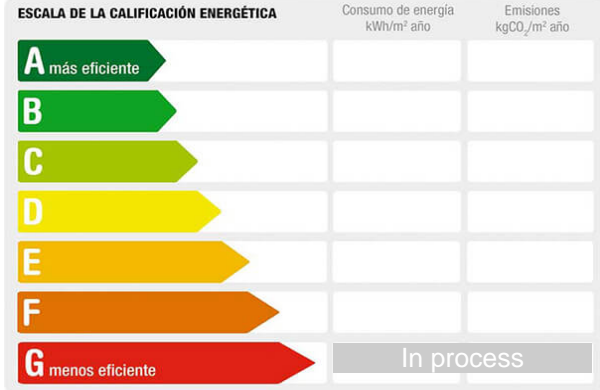 ESCALA DE LA CALIFICACIÓN ENERGÉTICA
Consumo de energía
kWh/m² año
Emisiones
kgCO₂/m² año
A más eficiente
B
C
D
E
F
G menos eficiente
In process